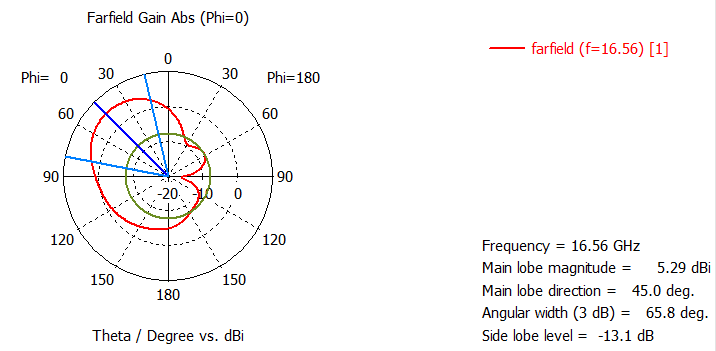 Farfield Gain Abs (Phi=0)
farfield (f=16.56) [1]
0
Phi= 0
30
30
Phi=180
60
60
90
-20
-10
0
90
120
120
150
150
180
Frequency = 16.56 GHz
Main lobe magnitude = 5.29 dBi
Main lobe direction = 45.0 deg.
Angular width (3 dB) = 65.8 deg.
Side lobe level = -13.1 dB
Theta / Degree vs. dBi